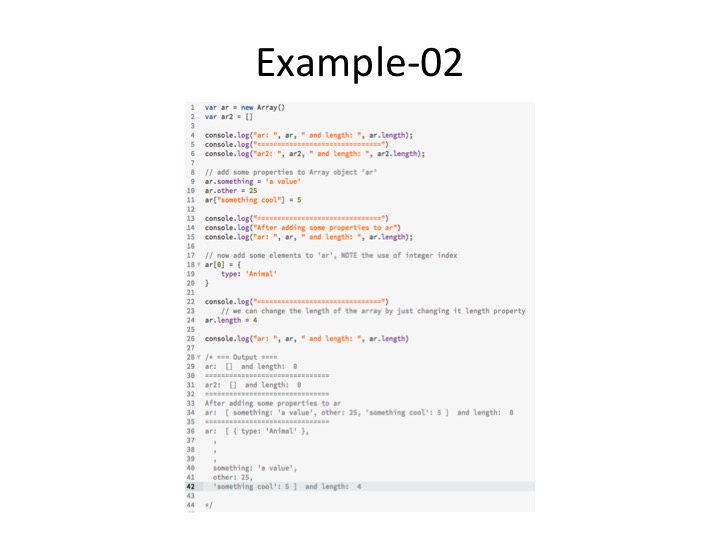 Example-02
1 var ar = new Array()
2 var ar2 = []
3
4 console.log("ar: ", ar, " and length: ", ar.length);
5 console.log("==============================")
6 console.log("ar2: ", ar2, " and length: ", ar2.length);
7
8 // add some properties to Array object 'ar'
9 ar.something = 'a value'
10 ar.other = 25
11 ar["something cool"] = 5
12
13 console.log("==============================")
14 console.log("After adding some properties to ar")
15 console.log("ar: ", ar, " and length: ", ar.length);
16
17 // now add some elements to 'ar', NOTE the use of integer index
18 ar[0] = {
19 type: 'Animal'
20 }
21
22 console.log("==============================")
23 // we can change the length of the array by just changing it length property
24 ar.length = 4
25
26 console.log("ar: ", ar, " and length: ", ar.length)
27
28 /* === Output ====
29 ar: [] and length: 0
30 ==============================
31 ar2: [] and length: 0
32 ==============================
33 After adding some properties to ar
34 ar: [ something: 'a value', other: 25, 'something cool': 5 ] and length: 0
35 ==============================
36 ar: [ { type: 'Animal' },
37 ,
38 ,
39 ,
40 something: 'a value',
41 other: 25,
42 'something cool': 5 ] and length: 4
43
44 */